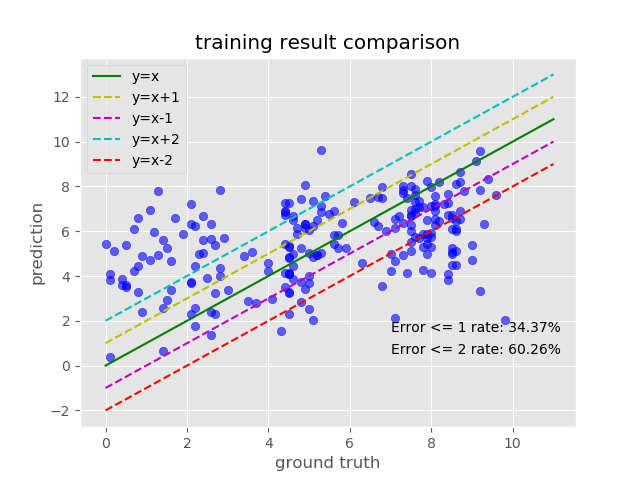 training result comparison
y=x
y=x+1
y=x-1
y=x+2
y=x-2
12
10
8
6
4
2
0
−2
prediction
Error <= 1 rate: 34.37%
Error <= 2 rate: 60.26%
0 2 4 6 8 10
ground truth